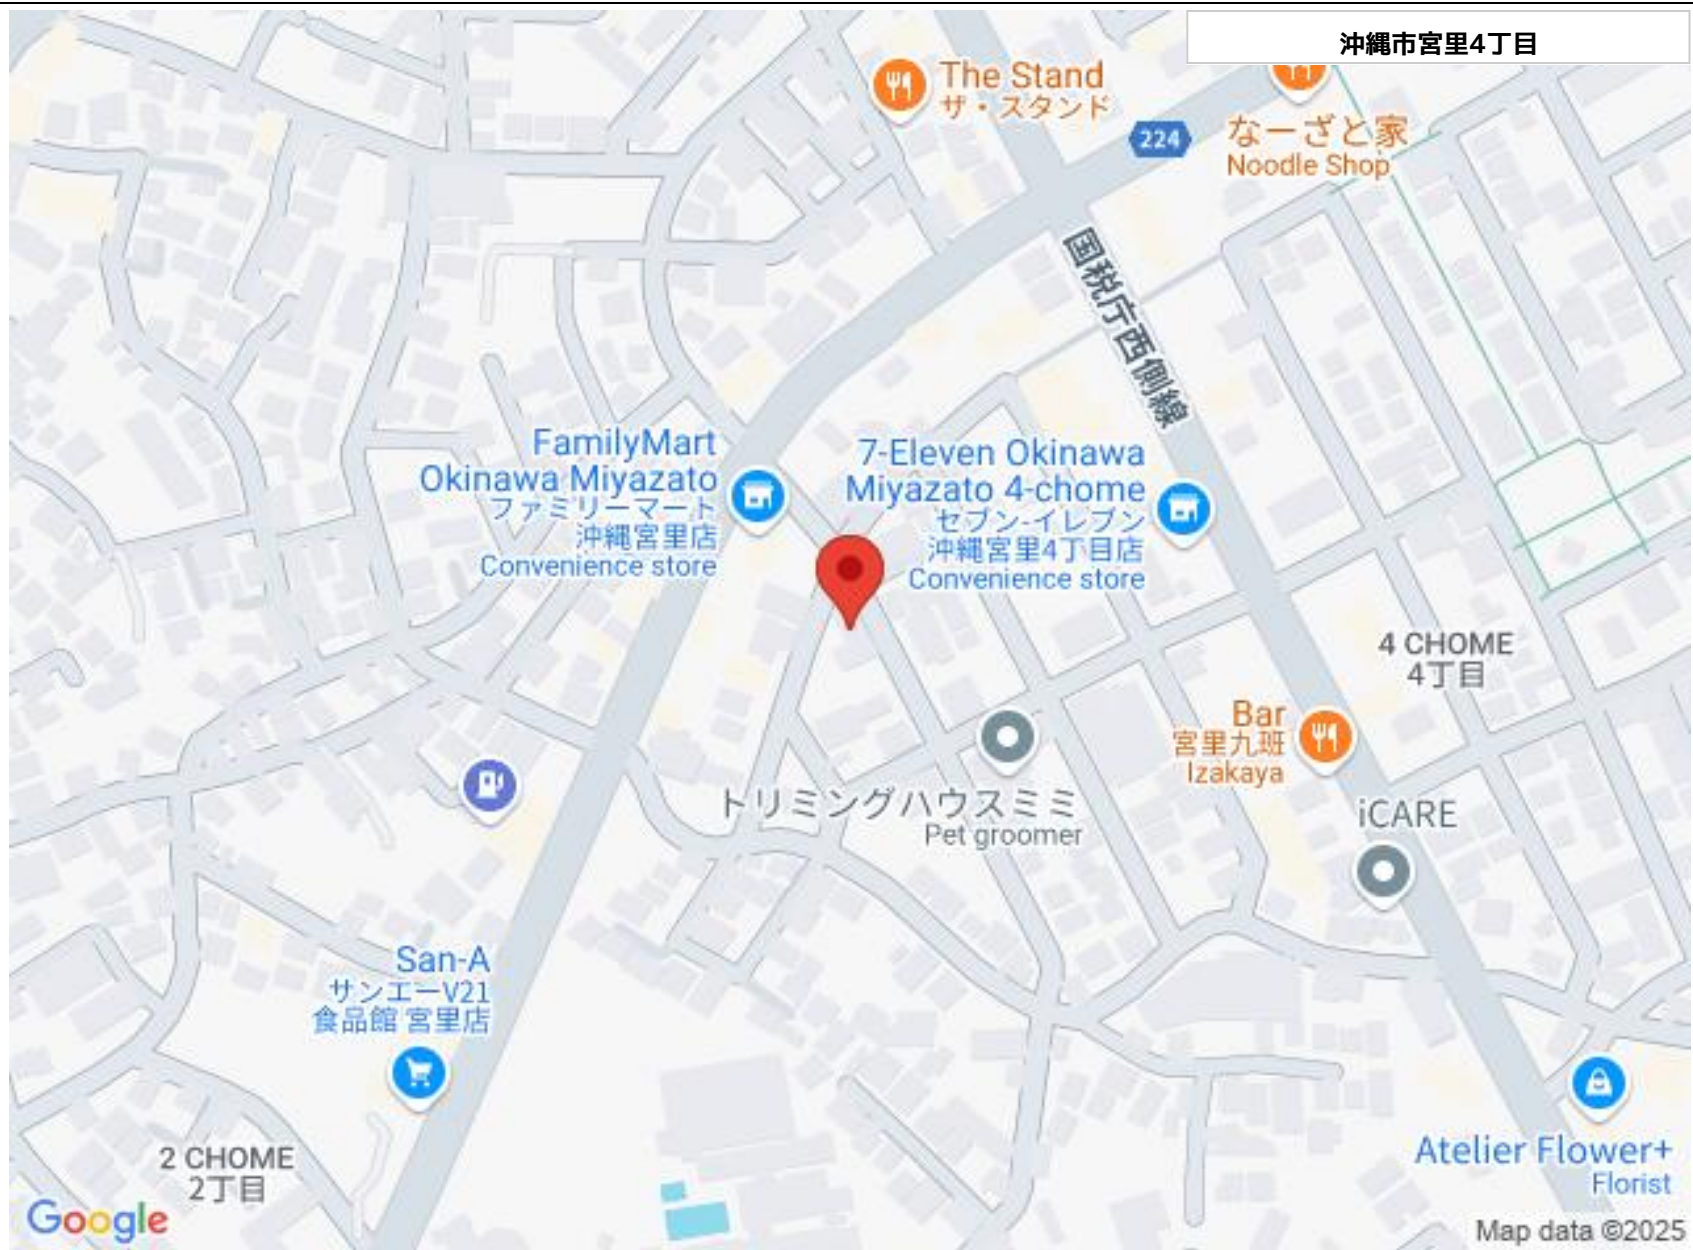 沖縄市宮里4丁目
The Stand
ザ・スタンド
224
なーざと家
Noodle Shop
国税庁西側線
FamilyMart
Okinawa Miyazato
ファミリーマート
沖縄宮里店
Convenience store
7-Eleven Okinawa
Miyazato 4-chome
セブン-イレブン
沖縄宮里4丁目店
Convenience store
4 CHOME
4丁目
Bar
宮里九班
Izakaya
トリミングハウスミミ
Pet groomer
iCARE
San-A
サンエーV21
食品館 宮里店
2 CHOME
2丁目
Atelier Flower+
Florist
Google
Map data ©2025